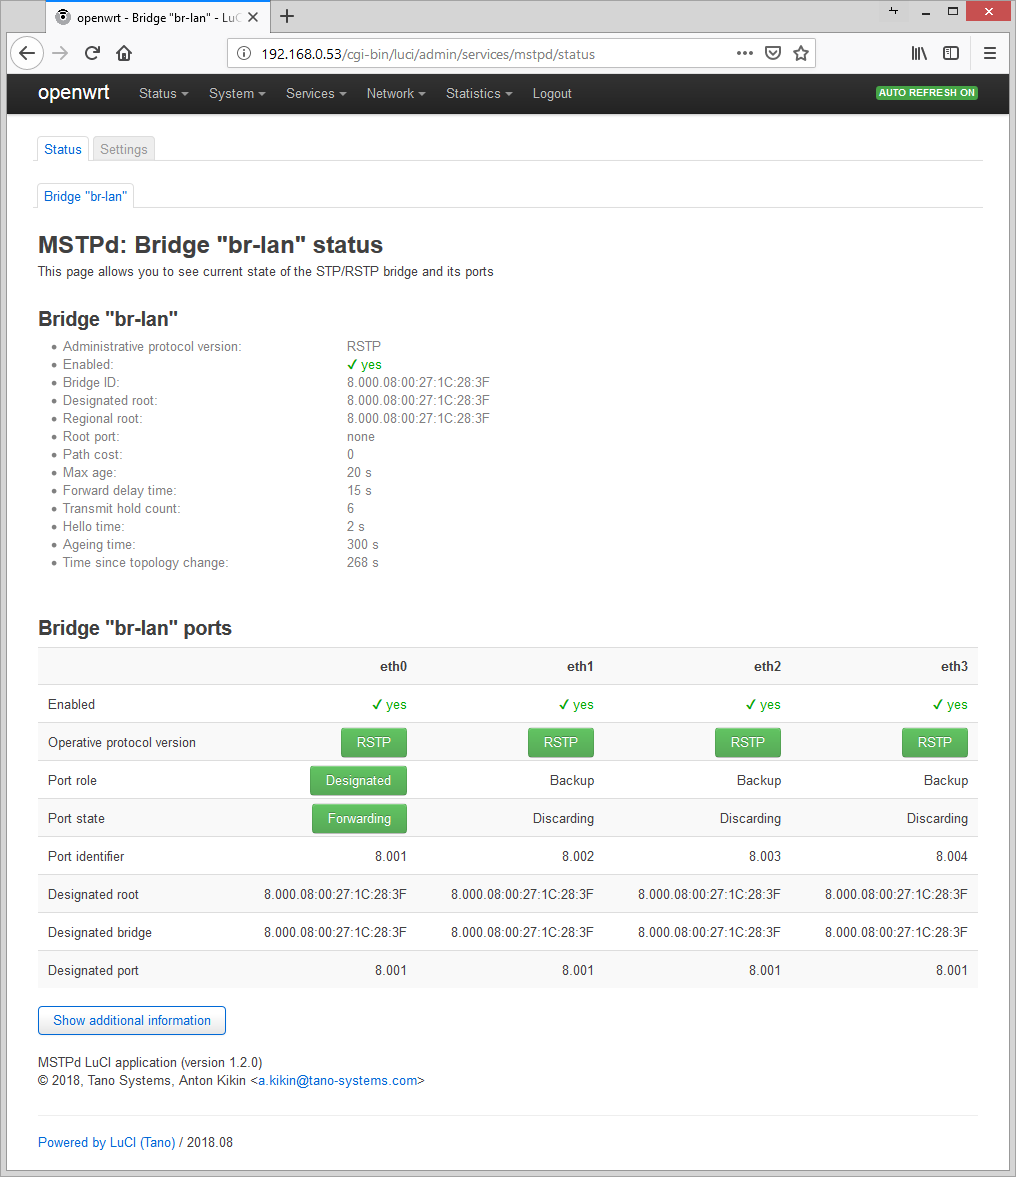 openwrt - Bridge "br-lan" - Lu
192.168.0.53/cgi-bin/luci/admin/services/mstpd/status
openwrt Status System Services Network Statistics Logout AUTO REFRESH ON
Status Settings
Bridge "br-lan"
MSTPd: Bridge "br-lan" status
This page allows you to see current state of the STP/RSTP bridge and its ports
Bridge "br-lan"
Administrative protocol version: RSTP
Enabled: ✓ yes
Bridge ID: 8.000.08:00:27:1C:28:3F
Designated root: 8.000.08:00:27:1C:28:3F
Regional root: 8.000.08:00:27:1C:28:3F
Root port: none
Path cost: 0
Max age: 20 s
Forward delay time: 15 s
Transmit hold count: 6
Hello time: 2 s
Ageing time: 300 s
Time since topology change: 268 s
Bridge "br-lan" ports
eth0 eth1 eth2 eth3
Enabled ✓ yes ✓ yes ✓ yes ✓ yes
Operative protocol version RSTP RSTP RSTP RSTP
Port role Designated Backup Backup Backup
Port state Forwarding Discarding Discarding Discarding
Port identifier 8.001 8.002 8.003 8.004
Designated root 8.000.08:00:27:1C:28:3F 8.000.08:00:27:1C:28:3F 8.000.08:00:27:1C:28:3F 8.000.08:00:27:1C:28:3F
Designated bridge 8.000.08:00:27:1C:28:3F 8.000.08:00:27:1C:28:3F 8.000.08:00:27:1C:28:3F 8.000.08:00:27:1C:28:3F
Designated port 8.001 8.001 8.001 8.001
Show additional information
MSTPd LuCI application (version 1.2.0)
© 2018, Tano Systems, Anton Kikin <a.kikin@tano-systems.com>
Powered by LuCI (Tano) / 2018.08